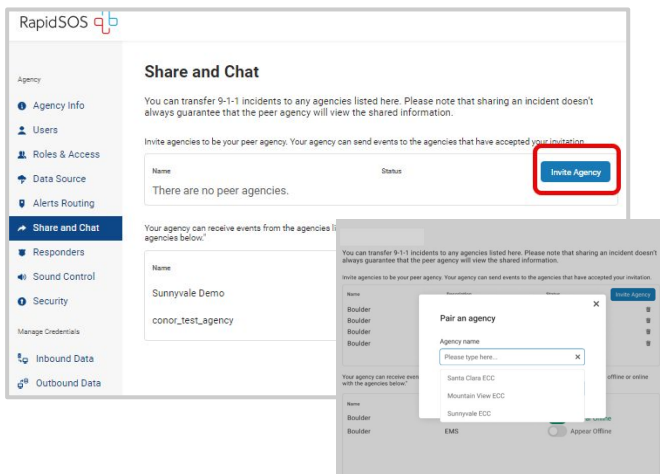 RapidSOS
Agency
Agency Info
Users
Roles & Access
Data Source
Alerts Routing
Share and Chat
Responders
Sound Control
Security
Manage Credentials
Inbound Data
Outbound Data
Share and Chat
You can transfer 9-1-1 incidents to any agencies listed here. Please note that sharing an incident doesn't
always guarantee that the peer agency will view the shared information.
Invite agencies to be your peer agency. Your agency can send events to the agencies that have accepted your invitation.
Name Status
Invite Agency
There are no peer agencies.
Your agency can receive events from the agencies
agencies below."
Name
Sunnyvale Demo
conor_test_agency
You can transfer 9-1-1 incidents to any agencies listed here. Please note that sharing an incident doesn't
always guarantee that the peer agency will view the shared information.
Invite agencies to be your peer agency. Your agency can send events to the agencies that have accepted your invitation.
Name Status Invite Agency
Boulder
Boulder
Boulder
Boulder
Pair an agency
Agency name
Please type here...
Santa Clara ECC
Mountain View ECC
Sunnyvale ECC
Your agency can receive offline or online
with the agencies below."
Name
Boulder
Boulder EMS Appear Offline